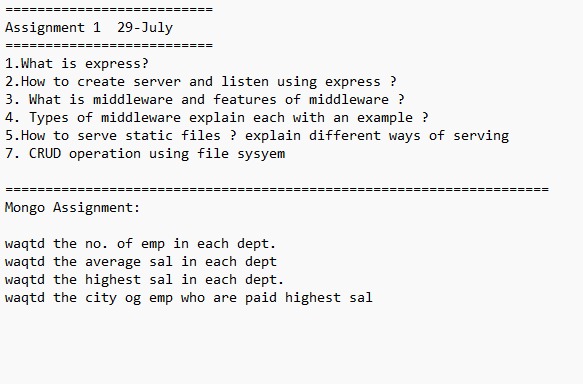 ==========================
Assignment 1  29-July
==========================
1.What is express?
2.How to create server and listen using express ?
3. What is middleware and features of middleware ?
4. Types of middleware explain each with an example ?
5.How to serve static files ? explain different ways of serving
7. CRUD operation using file sysyem
====================================================================
Mongo Assignment:
waqtd the no. of emp in each dept.
waqtd the average sal in each dept
waqtd the highest sal in each dept.
waqtd the city og emp who are paid highest sal